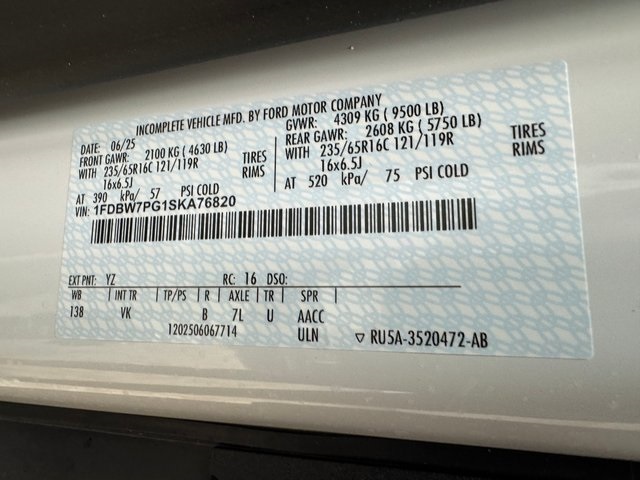 INCOMPLETE VEHICLE MFD. BY FORD MOTOR COMPANY
DATE: 06/25 GVWR: 4309 KG ( 9500 LB)
FRONT GAWR: 2100 KG ( 4630 LB) REAR GAWR: 2608 KG ( 5750 LB)
WITH 235/65R16C 121/119R TIRES WITH 235/65R16C 121/119R TIRES
16x6.5J RIMS 16x6.5J RIMS
AT 390 kPa/ 57 PSI COLD AT 520 kPa/ 75 PSI COLD
VIN: 1FDBW7PG1SKA76820
EXT PNT: YZ RC: 16 DSO:
WB INT TR TP/PS R AXLE TR SPR
138 VK B 7L U AACC
1202506067714 ULN ▽ RU5A-3520472-AB